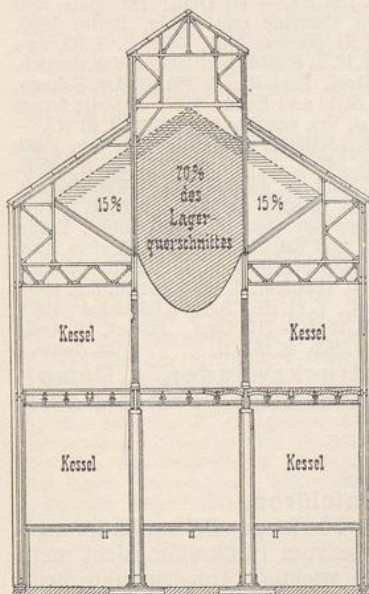 70%
des
Lager-
querschnittes
15%
15%
Kessel
Kessel
Kessel
Kessel